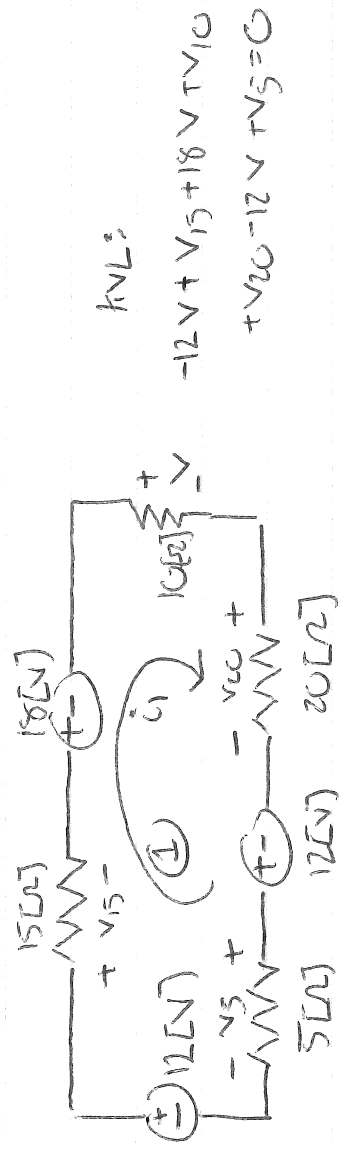 15[Ω]
18[V]
+ V15 -
+ -
KVL:
12[V]
+
-
1
i1
10[Ω]
+
V
-
-12V + V15 + 18V + V10
+ V20 - 12V + V5 = 0
- V5 +
+ -
- V20 +
5[Ω]
12[V]
20[Ω]